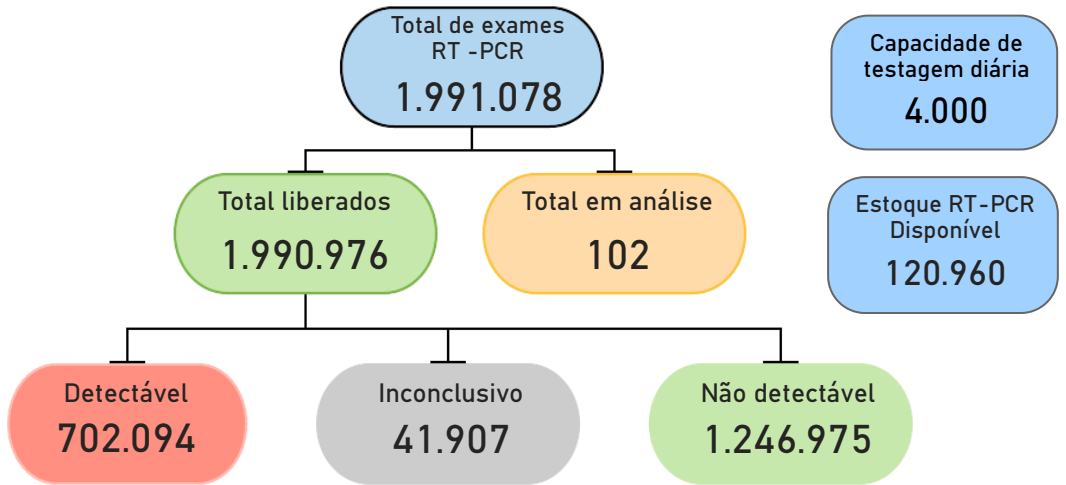 Total de exames
RT -PCR
1.991.078
Capacidade de
testagem diária
4.000
Total liberados
1.990.976
Total em análise
102
Estoque RT-PCR
Disponível
120.960
Detectável
702.094
Inconclusivo
41.907
Não detectável
1.246.975